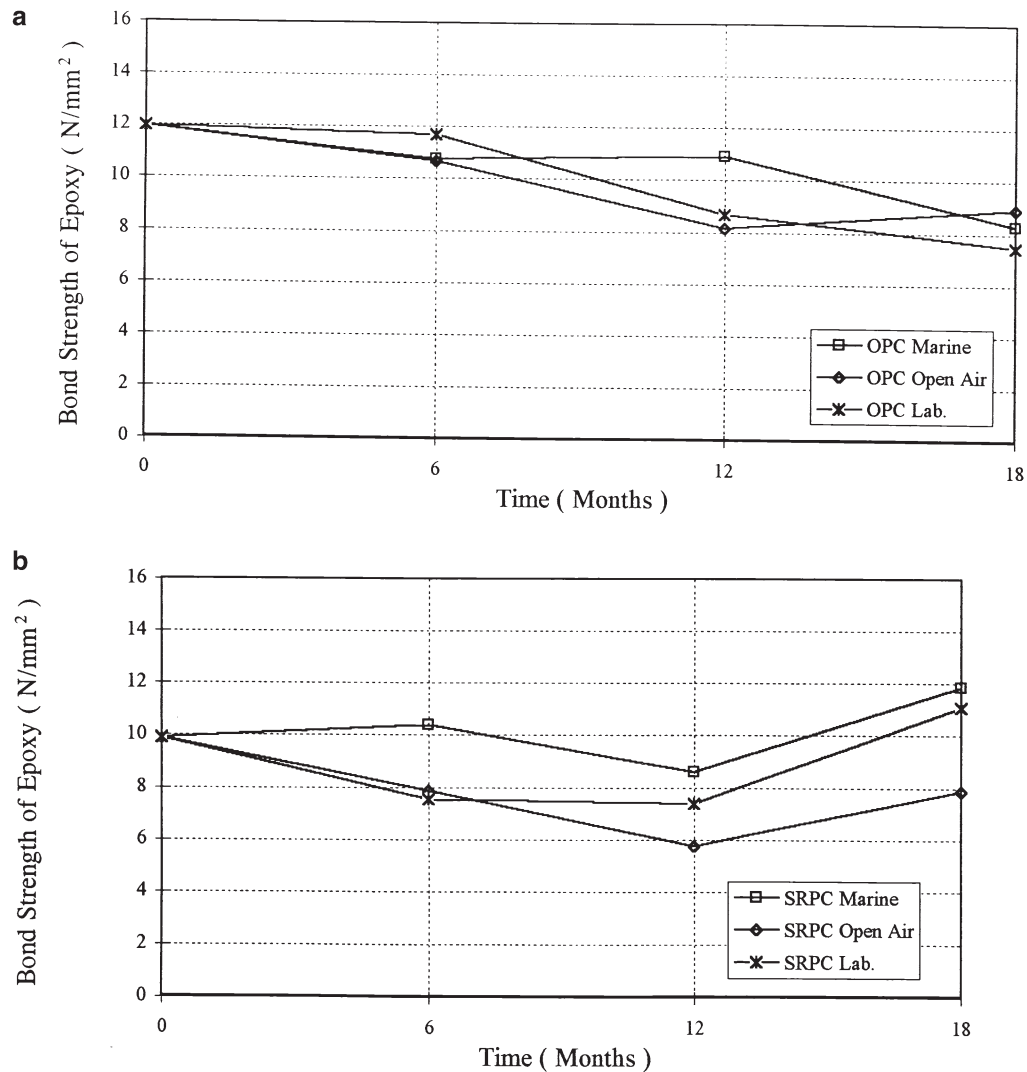 a
16
14
12
10
8
6
4
2
0
Bond Strength of Epoxy ( N/mm² )
0 6 12 18
Time ( Months )
OPC Marine
OPC Open Air
OPC Lab.
b
16
14
12
10
8
6
4
2
0
Bond Strength of Epoxy ( N/mm² )
0 6 12 18
Time ( Months )
SRPC Marine
SRPC Open Air
SRPC Lab.